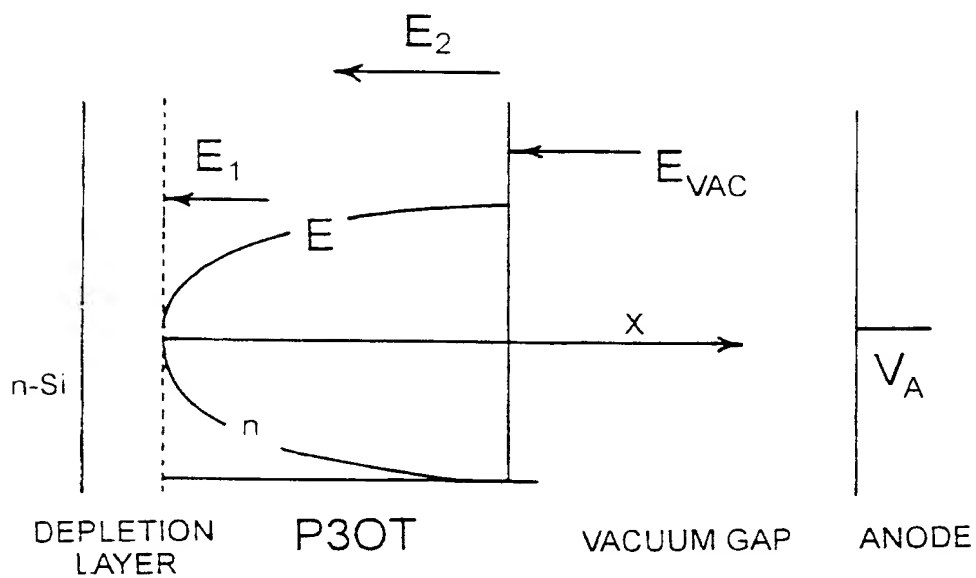 E2
E1
EVAC
E
x
n-Si
VA
n
DEPLETION
LAYER
P3OT
VACUUM GAP
ANODE